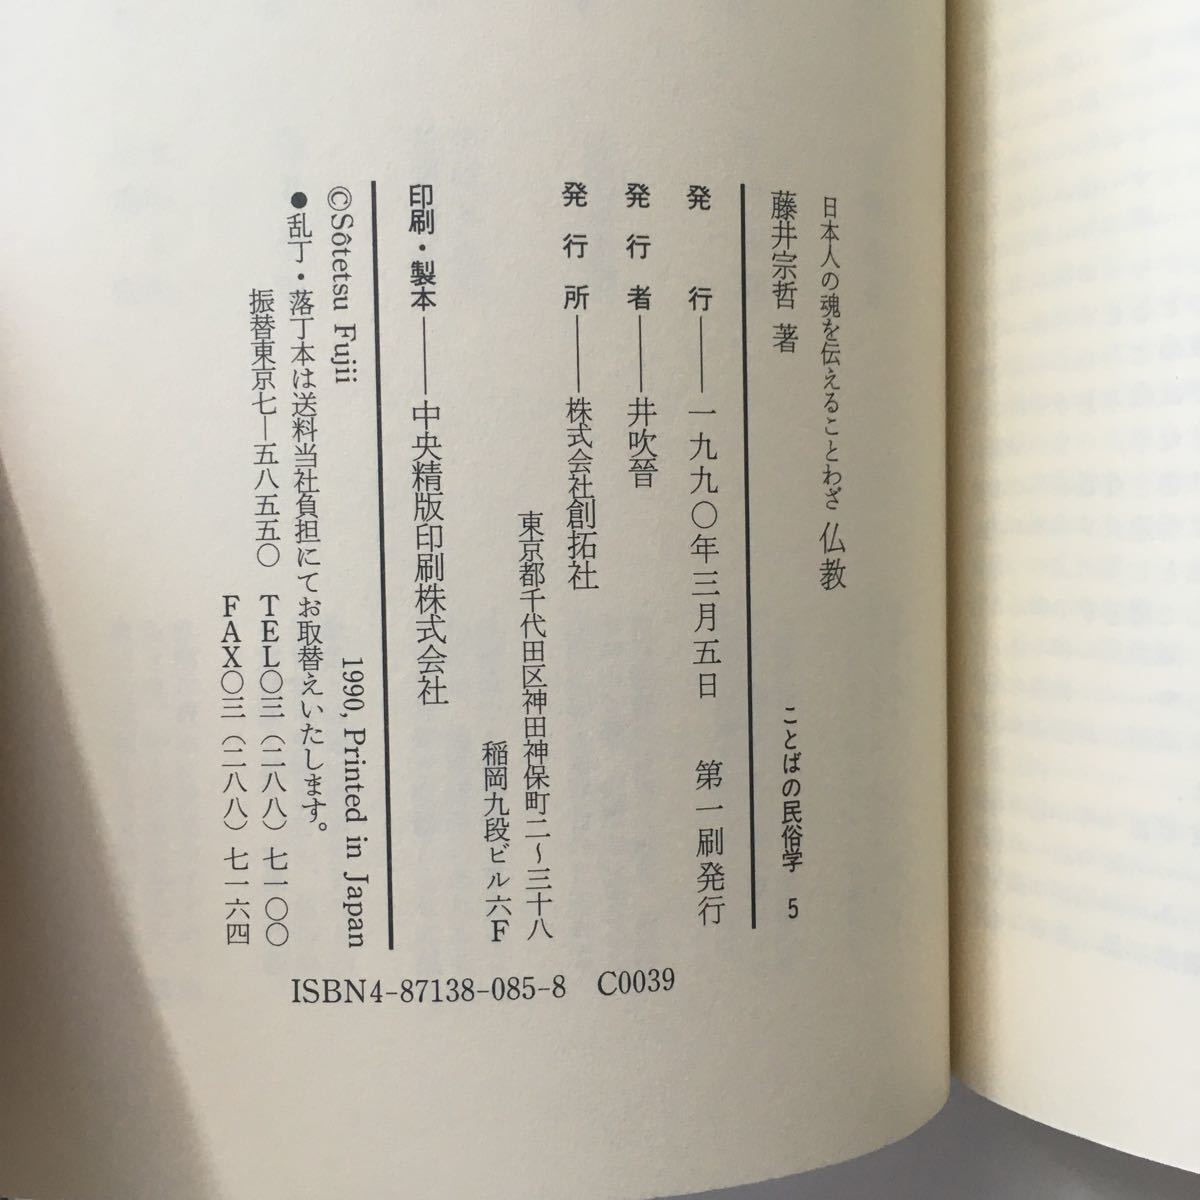 日本人の魂を伝えることわざ 仏教
ことばの民俗学 5
藤井宗哲 著
発行――一九九〇年三月五日 第一刷発行
発行者――井吹晉
発行所――株式会社創拓社
東京都千代田区神田神保町二～三十八
稲岡九段ビル六F
印刷・製本――中央精版印刷株式会社
©Sôtetsu Fujii 1990, Printed in Japan
●乱丁・落丁本は送料当社負担にてお取替えいたします。
振替東京七―五八五五〇 TEL〇三(二八八)七一〇〇
FAX〇三(二八八)七一六四
ISBN4-87138-085-8 C0039